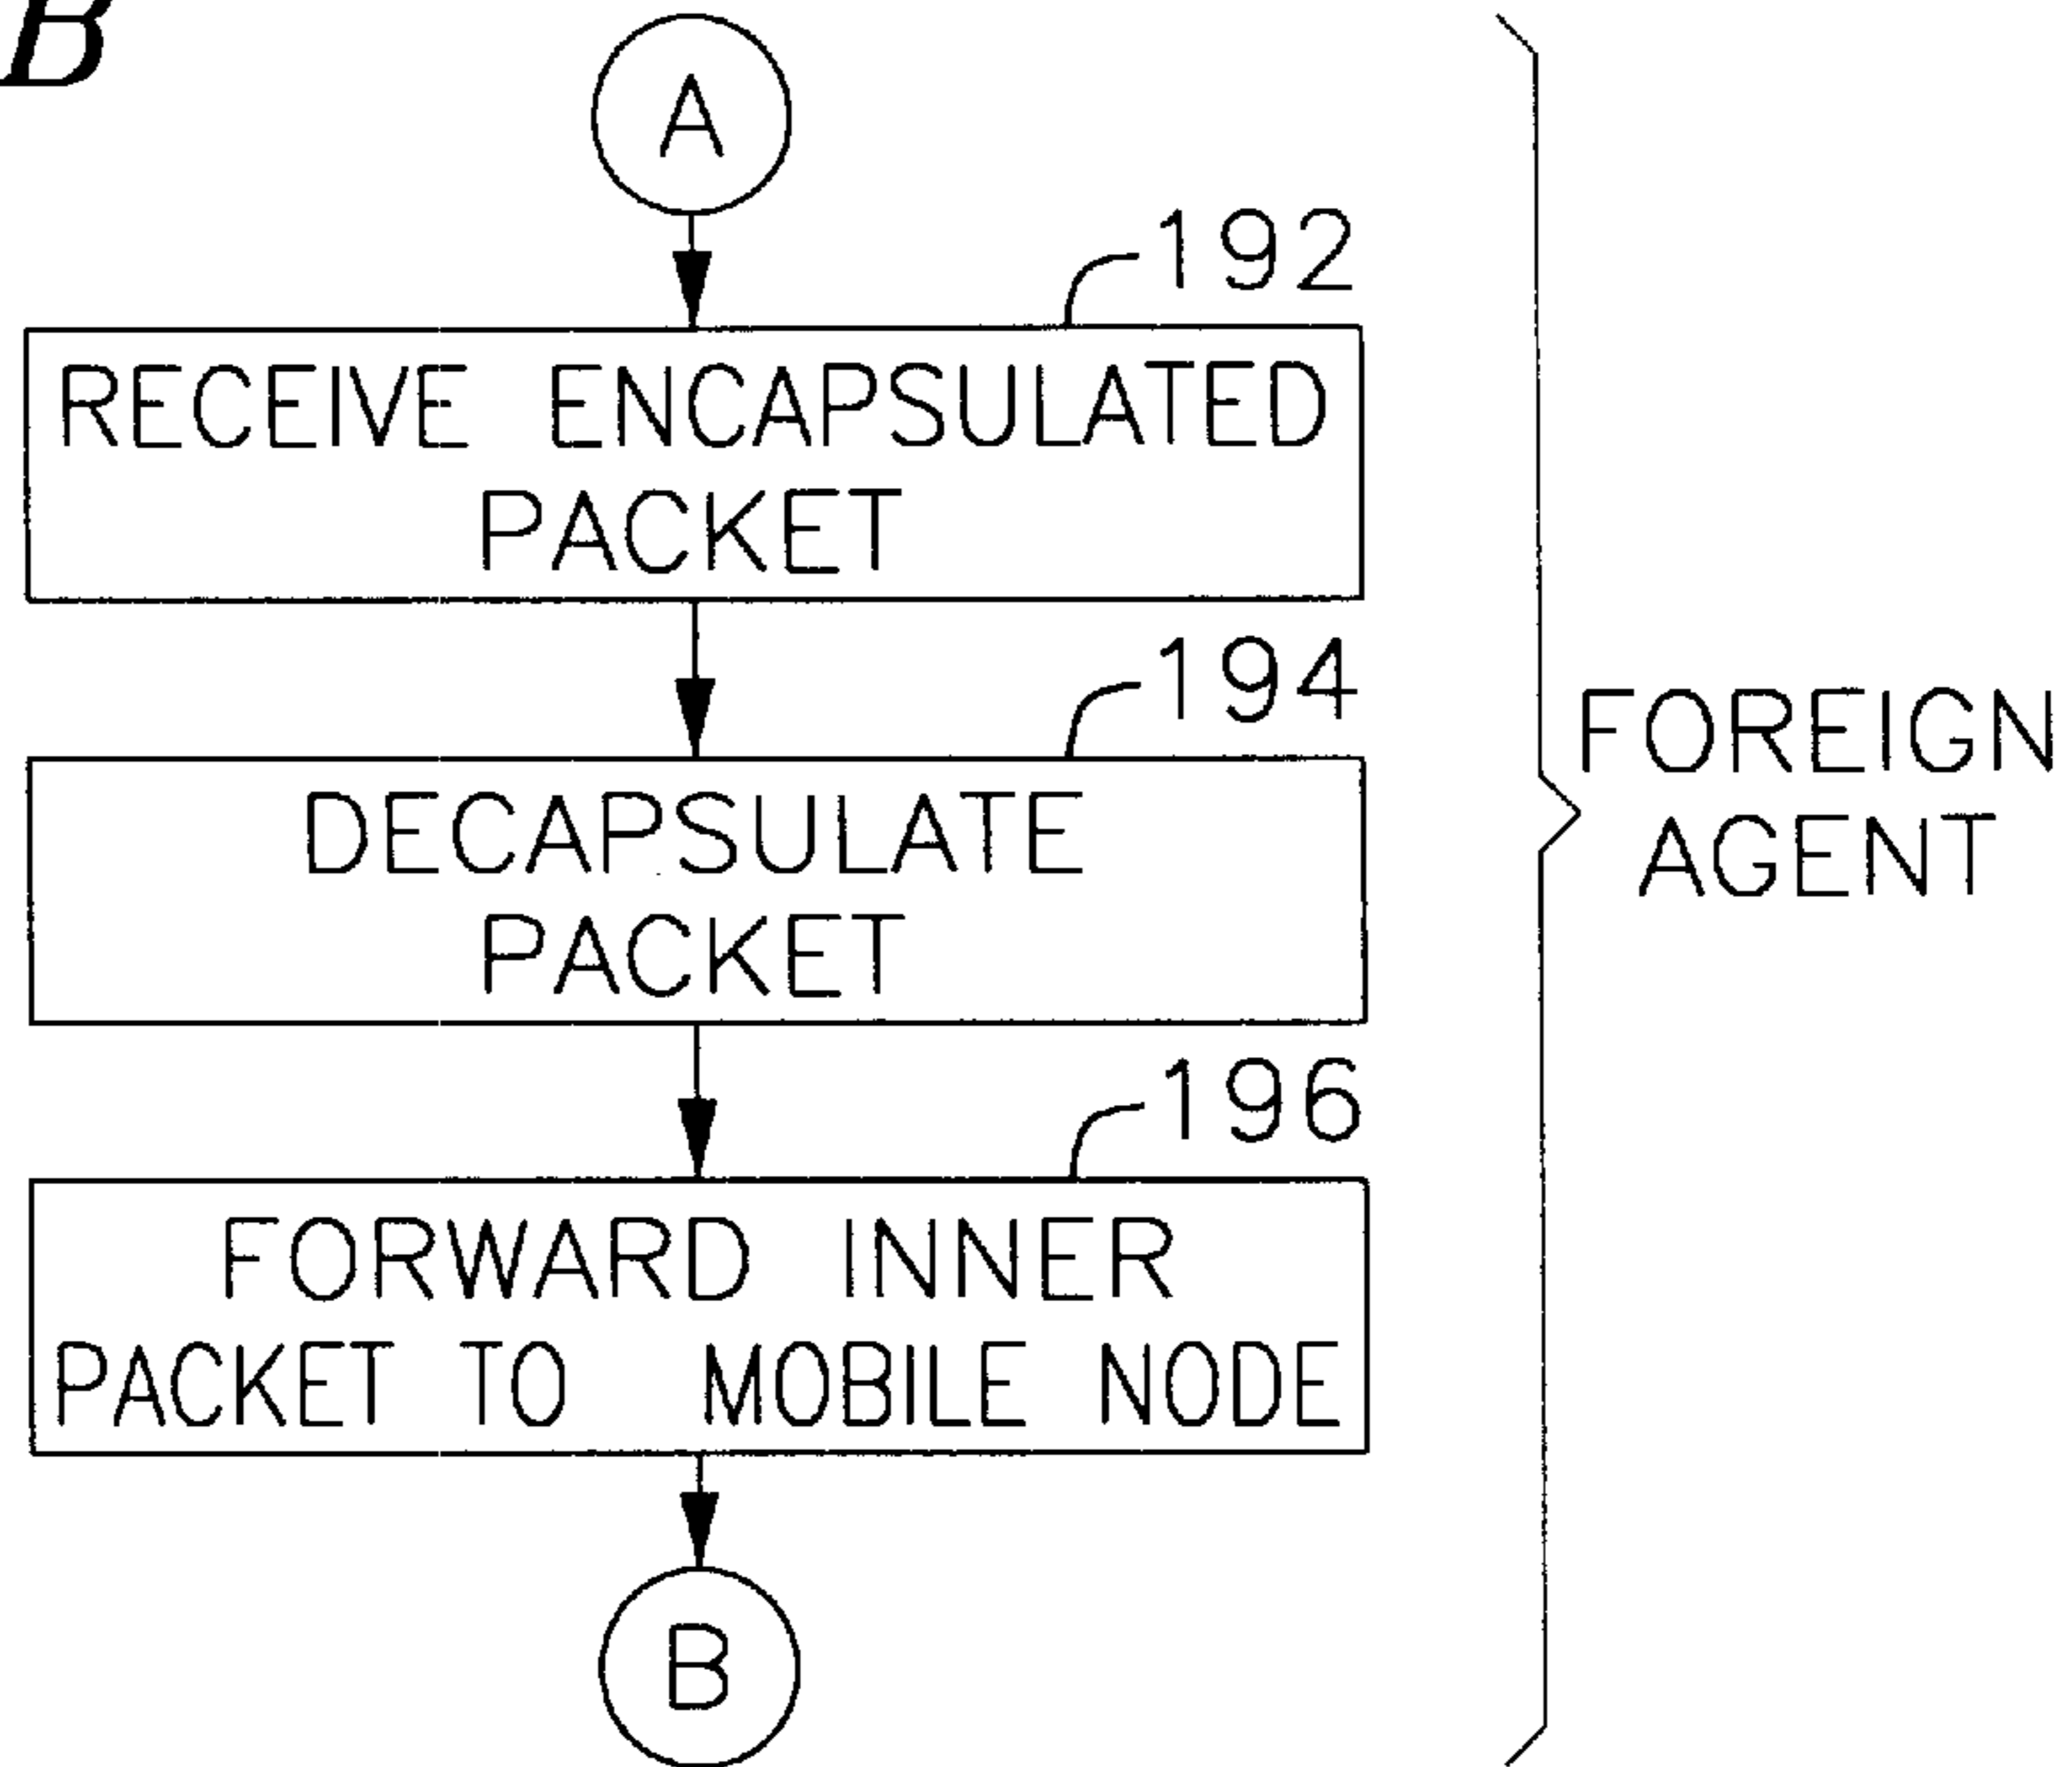 B
A
192
RECEIVE ENCAPSULATED
PACKET
194
DECAPSULATE
PACKET
FOREIGN
AGENT
196
FORWARD INNER
PACKET TO MOBILE NODE
B